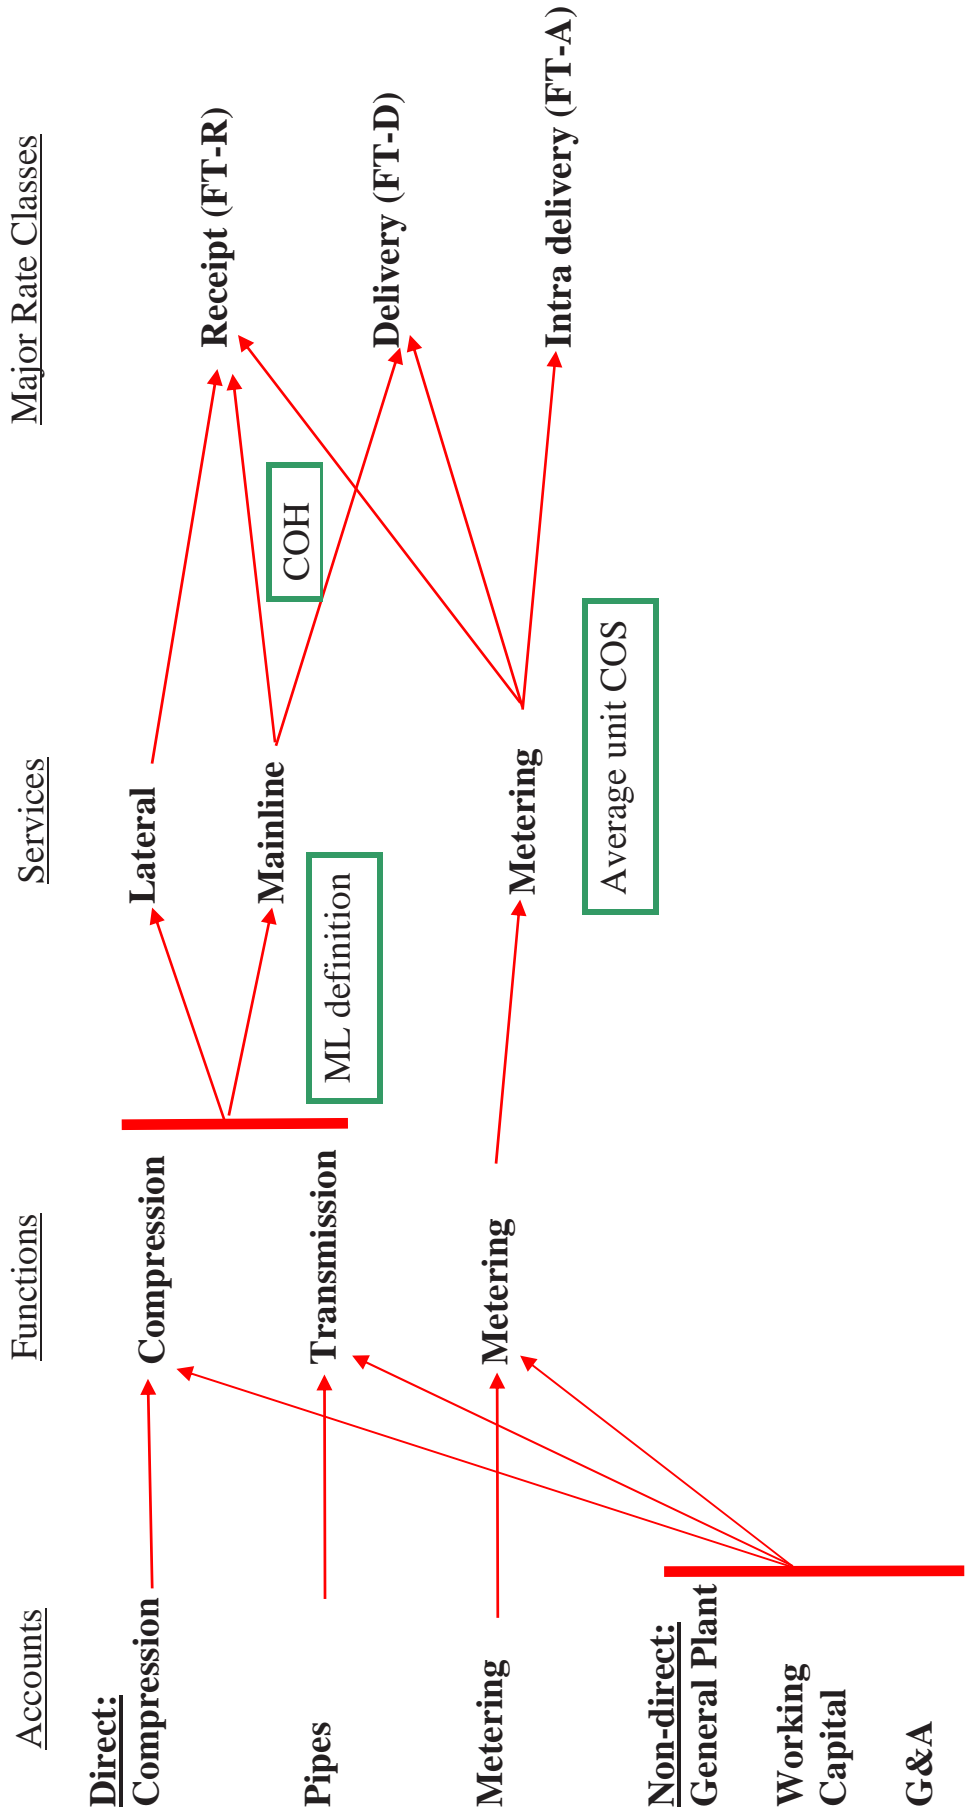 Accounts
Functions
Services
Major Rate Classes
Direct:
Compression
Compression
Lateral
Receipt (FT-R)
Pipes
Transmission
Mainline
COH
Delivery (FT-D)
ML definition
Metering
Metering
Metering
Intra delivery (FT-A)
Average unit COS
Non-direct:
General Plant
Working
Capital
G&A